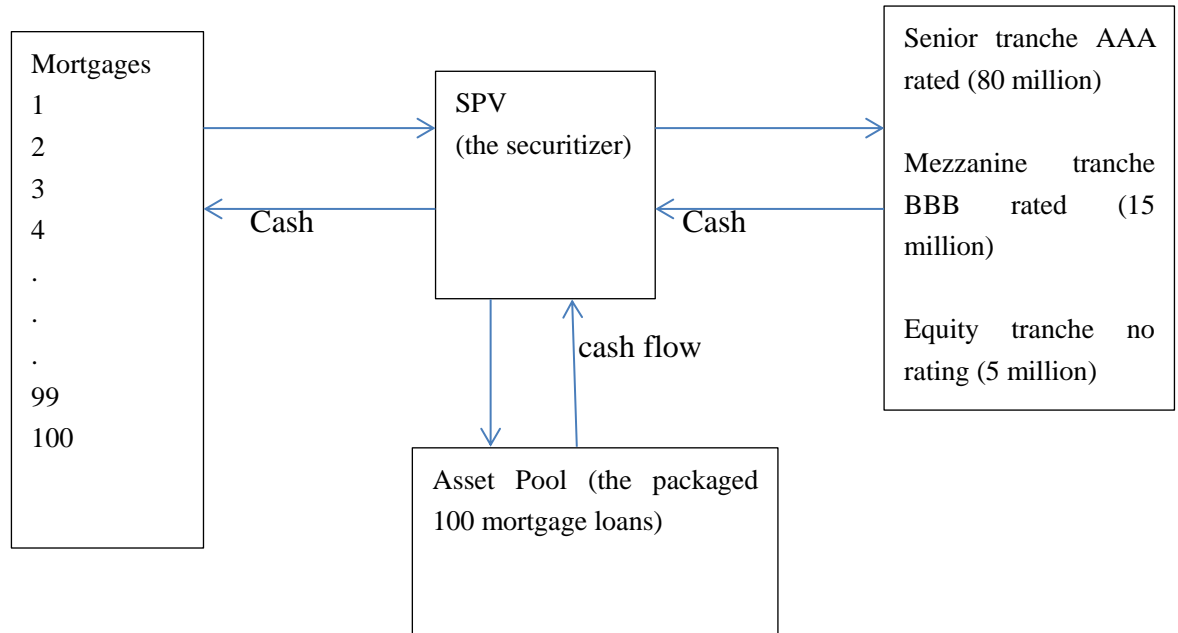 Mortgages
1
2
3
4
.
.
.
99
100
Cash
SPV
(the securitizer)
Cash
cash flow
Asset Pool (the packaged
100 mortgage loans)
Senior tranche AAA
rated (80 million)
Mezzanine tranche
BBB rated (15
million)
Equity tranche no
rating (5 million)